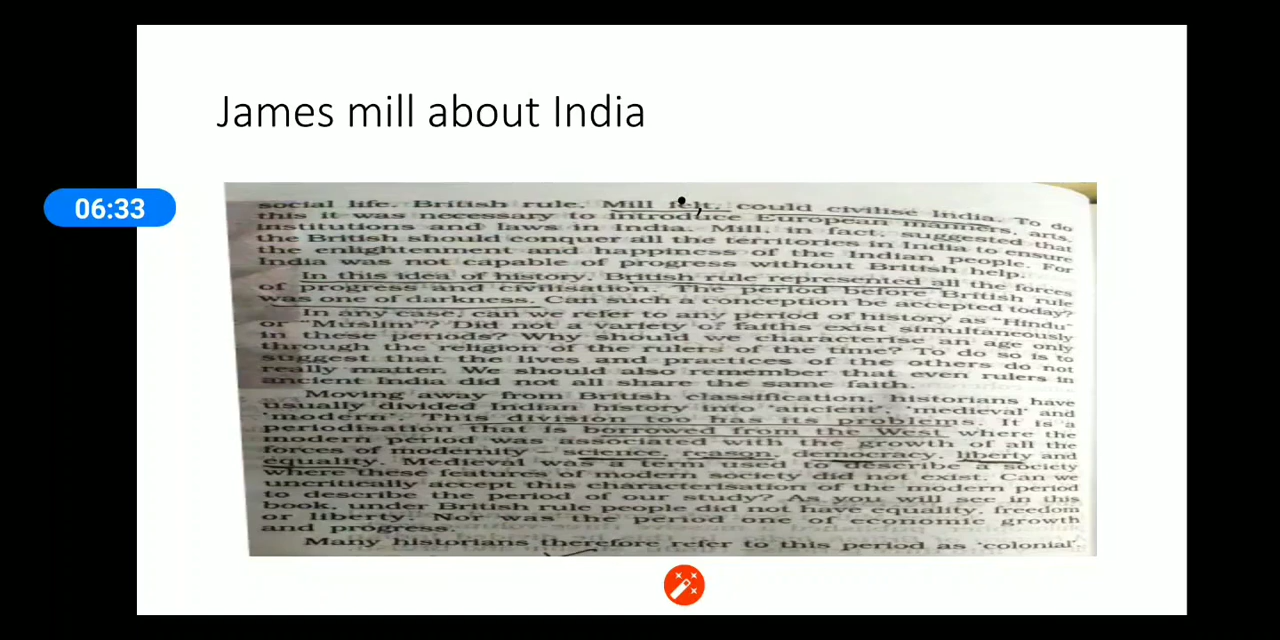 James mill about India
06:33
social life. British rule, Mill felt, could civilise India. To do
this it was necessary to introduce European manners, arts,
institutions and laws in India. Mill, in fact, suggested that
the British should conquer all the territories in India to ensure
the enlightenment and happiness of the Indian people. For
India was not capable of progress without British help.
In this idea of history, British rule represented all the forces
of progress and civilisation. The period before British rule
was one of darkness. Can such a conception be accepted today?
In any case, can we refer to any period of history as "Hindu"
or "Muslim"? Did not a variety of faiths exist simultaneously
in these periods? Why should we characterise an age only
through the religion of the rulers of the time? To do so is to
suggest that the lives and practices of the others do not
really matter. We should also remember that even rulers in
ancient India did not all share the same faith.
Moving away from British classification, historians have
usually divided Indian history into 'ancient', 'medieval' and
'modern'. This division too has its problems. It is a
periodisation that is borrowed from the West where the
modern period was associated with the growth of all the
forces of modernity – science, reason, democracy, liberty and
equality. Medieval was a term used to describe a society
where these features of modern society did not exist. Can we
uncritically accept this characterisation of the modern period
to describe the period of our study? As you will see in this
book, under British rule people did not have equality, freedom
or liberty. Nor was the period one of economic growth
and progress.
Many historians therefore refer to this period as 'colonial'.